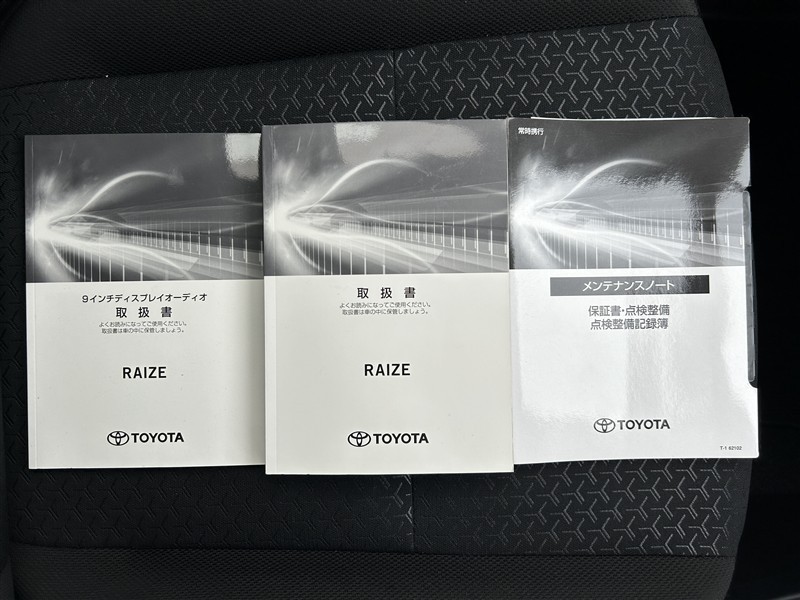 9インチディスプレイオーディオ
取扱書
よくお読みになってご使用ください。
取扱書は車の中に保管しましょう。
RAIZE
TOYOTA
取扱書
よくお読みになってご使用ください。
取扱書は車の中に保管しましょう。
RAIZE
TOYOTA
常時携行
メンテナンスノート
保証書・点検整備
点検整備記録簿
TOYOTA
T-1 62102